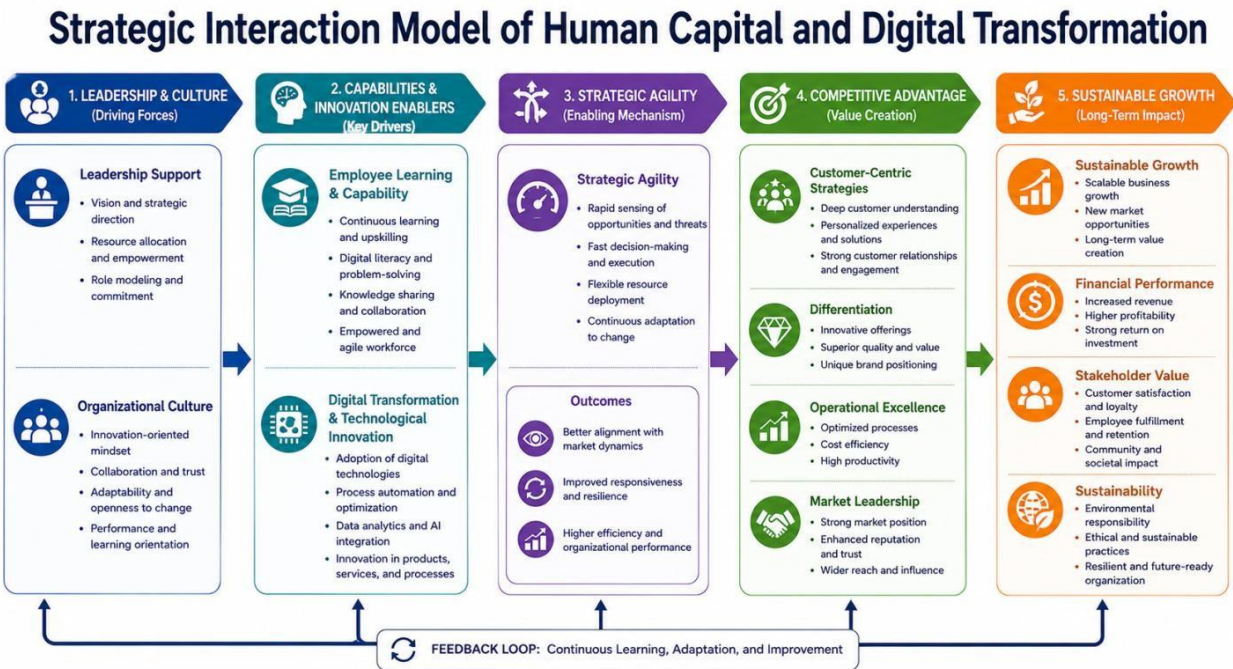 Strategic Interaction Model of Human Capital and Digital Transformation
1. LEADERSHIP & CULTURE
(Driving Forces)
Leadership Support
• Vision and strategic
direction
• Resource allocation
and empowerment
• Role modeling and
commitment
Organizational Culture
• Innovation-oriented
mindset
• Collaboration and trust
• Adaptability and
openness to change
• Performance and
learning orientation
2. CAPABILITIES &
INNOVATION ENABLERS
(Key Drivers)
Employee Learning
& Capability
• Continuous learning
and upskilling
• Digital literacy and
problem-solving
• Knowledge sharing
and collaboration
• Empowered and
agile workforce
Digital Transformation
& Technological
Innovation
• Adoption of digital
technologies
• Process automation and
optimization
• Data analytics and AI
integration
• Innovation in products,
services, and processes
3. STRATEGIC AGILITY
(Enabling Mechanism)
Strategic Agility
• Rapid sensing of
opportunities and threats
• Fast decision-making
and execution
• Flexible resource
deployment
• Continuous adaptation
to change
Outcomes
Better alignment with
market dynamics
Improved responsiveness
and resilience
Higher efficiency and
organizational performance
4. COMPETITIVE ADVANTAGE
(Value Creation)
Customer-Centric
Strategies
• Deep customer understanding
• Personalized experiences
and solutions
• Strong customer relationships
and engagement
Differentiation
• Innovative offerings
• Superior quality and value
• Unique brand positioning
Operational Excellence
• Optimized processes
• Cost efficiency
• High productivity
Market Leadership
• Strong market position
• Enhanced reputation
and trust
• Wider reach and influence
5. SUSTAINABLE GROWTH
(Long-Term Impact)
Sustainable Growth
• Scalable business
growth
• New market
opportunities
• Long-term value
creation
Financial Performance
• Increased revenue
• Higher profitability
• Strong return on
investment
Stakeholder Value
• Customer satisfaction
and loyalty
• Employee fulfillment
and retention
• Community and
societal impact
Sustainability
• Environmental
responsibility
• Ethical and sustainable
practices
• Resilient and future-ready
organization
FEEDBACK LOOP: Continuous Learning, Adaptation, and Improvement